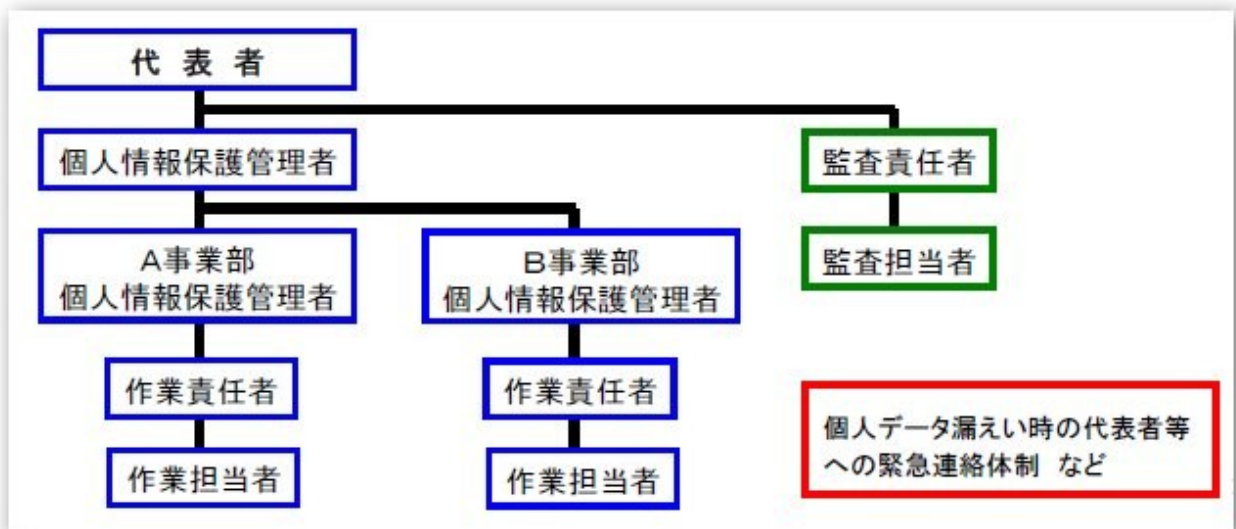 代 表 者
個人情報保護管理者
監査責任者
A事業部
個人情報保護管理者
B事業部
個人情報保護管理者
監査担当者
作業責任者
作業責任者
個人データ漏えい時の代表者等
への緊急連絡体制 など
作業担当者
作業担当者